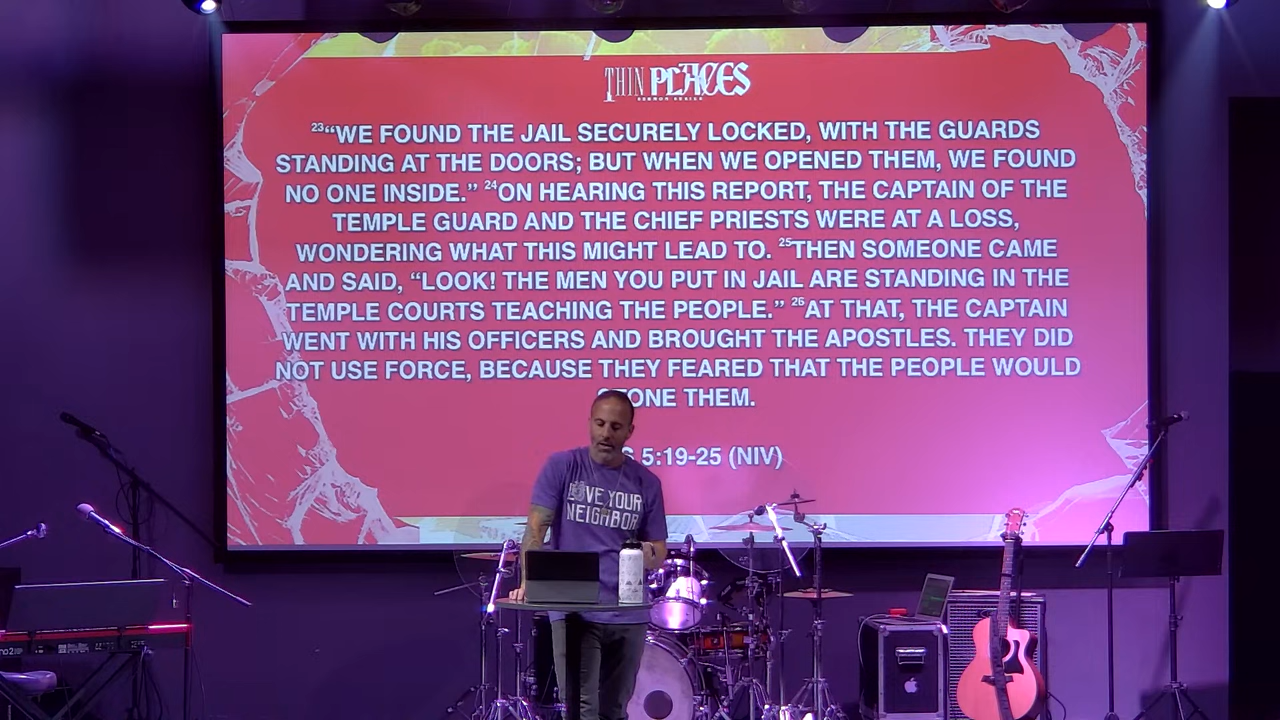 THIN PLACES
SERMON SERIES
23“WE FOUND THE JAIL SECURELY LOCKED, WITH THE GUARDS
STANDING AT THE DOORS; BUT WHEN WE OPENED THEM, WE FOUND
NO ONE INSIDE.” 24ON HEARING THIS REPORT, THE CAPTAIN OF THE
TEMPLE GUARD AND THE CHIEF PRIESTS WERE AT A LOSS,
WONDERING WHAT THIS MIGHT LEAD TO. 25THEN SOMEONE CAME
AND SAID, “LOOK! THE MEN YOU PUT IN JAIL ARE STANDING IN THE
TEMPLE COURTS TEACHING THE PEOPLE.” 26AT THAT, THE CAPTAIN
WENT WITH HIS OFFICERS AND BROUGHT THE APOSTLES. THEY DID
NOT USE FORCE, BECAUSE THEY FEARED THAT THE PEOPLE WOULD
STONE THEM.
S 5:19-25 (NIV)
LOVE YOUR
NEIGHBOR